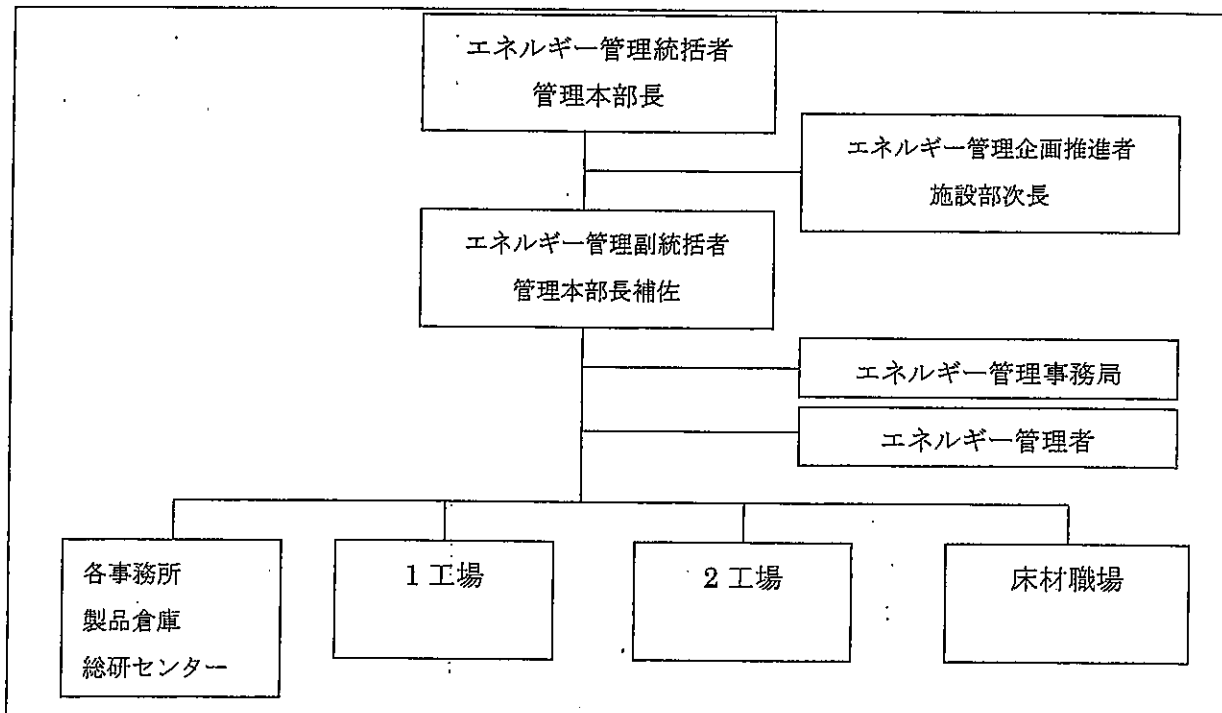 エネルギー管理統括者
管理本部長
エネルギー管理企画推進者
施設部次長
エネルギー管理副統括者
管理本部長補佐
エネルギー管理事務局
エネルギー管理者
各事務所
製品倉庫
総研センター
1工場
2工場
床材職場